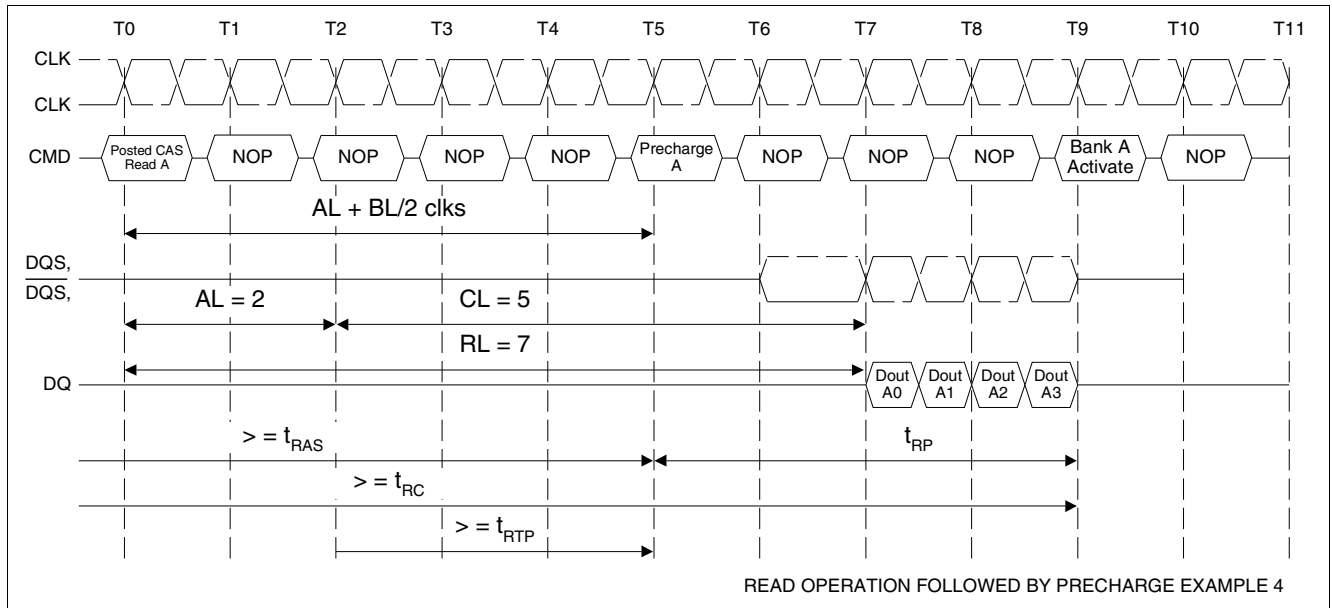 T0 T1 T2 T3 T4 T5 T6 T7 T8 T9 T10 T11
CLK
CLK
CMD Posted CAS Read A NOP NOP NOP NOP Precharge A NOP NOP NOP Bank A Activate NOP
AL + BL/2 clks
DQS,
DQS,
AL = 2 CL = 5
RL = 7
DQ Dout A0 Dout A1 Dout A2 Dout A3
> = tRAS tRP
> = tRC
> = tRTP
READ OPERATION FOLLOWED BY PRECHARGE EXAMPLE 4